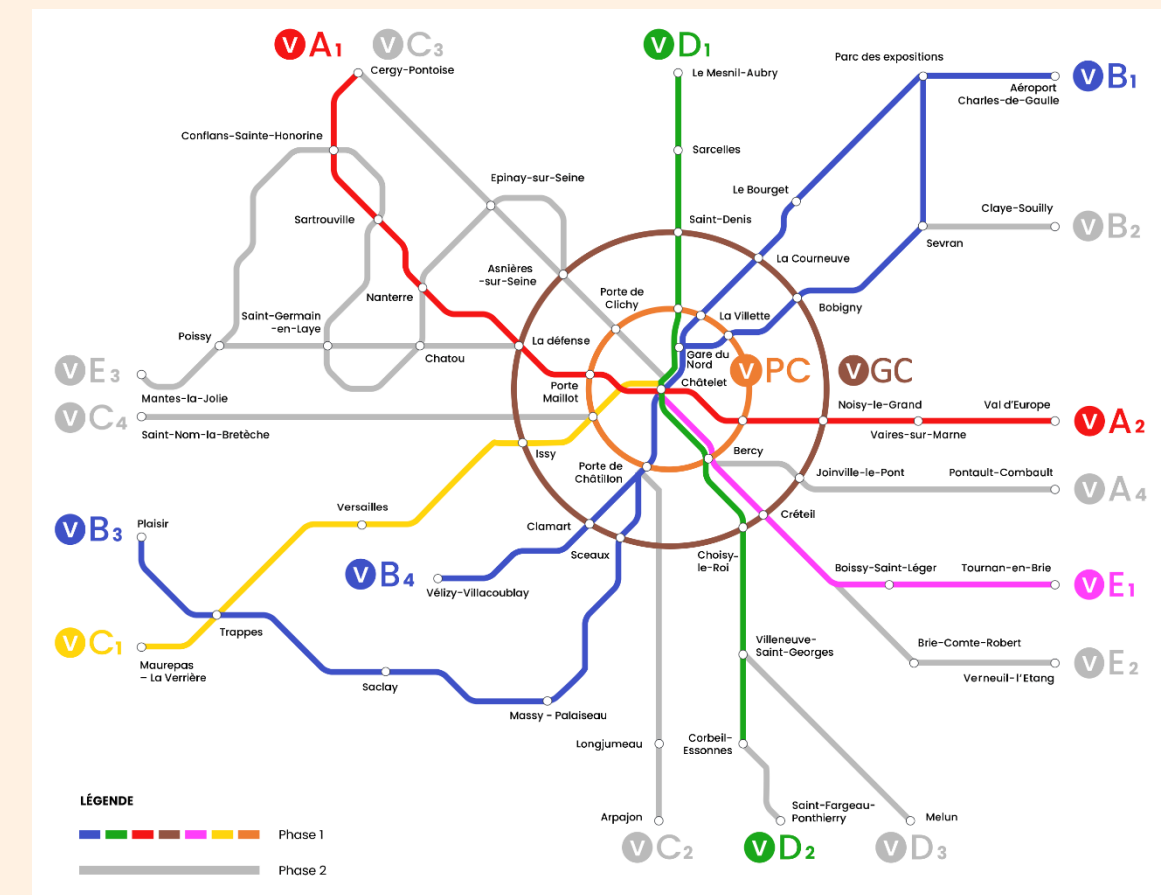 V A1
V C3
V D1
Cergy-Pontoise
Le Mesnil-Aubry
Parc des expositions
V B1
Aéroport
Charles-de-Gaulle
Conflans-Sainte-Honorine
Sarcelles
Epinay-sur-Seine
Le Bourget
Claye-Souilly
V B2
Sartrouville
Saint-Denis
Sevran
La Courneuve
Asnières
-sur-Seine
Nanterre
Porte de
Clichy
La Villette
Bobigny
Saint-Germain
-en-Laye
Poissy
La défense
Chatou
Gare du
Nord
V PC
V GC
V E3
Mantes-la-Jolie
Porte
Maillot
Châtelet
Noisy-le-Grand
Val d'Europe
V A2
V C4
Saint-Nom-la-Bretèche
Vaires-sur-Marne
Issy
Bercy
Porte de
Châtillon
Joinville-le-Pont
Pontault-Combault
V A4
Versailles
Créteil
V B3
Plaisir
Clamart
Sceaux
Choisy-
le-Roi
V B4
Vélizy-Villacoublay
Boissy-Saint-Léger
Tournan-en-Brie
V E1
Trappes
V C1
Maurepas
– La Verrière
Villeneuve-
Saint-Georges
Brie-Comte-Robert
V E2
Verneuil-l'Etang
Saclay
Massy - Palaiseau
Longjumeau
Corbeil-
Essonnes
LÉGENDE
Phase 1
Phase 2
Arpajon
Saint-Fargeau-
Ponthierry
Melun
V C2
V D2
V D3